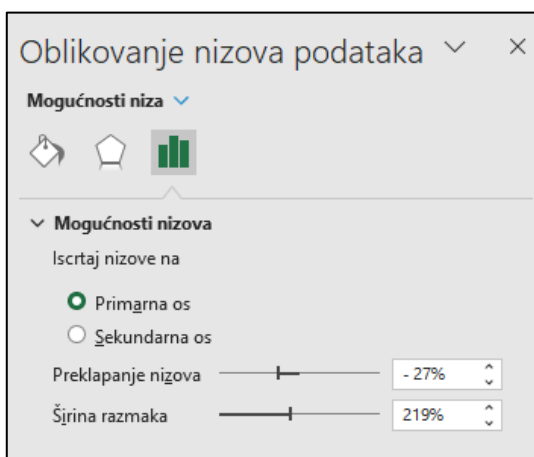 Oblikovanje nizova podataka
Mogućnosti niza
Mogućnosti nizova
Iscrtaj nizove na
Primarna os
Sekundarna os
Preklapanje nizova - 27%
Širina razmaka 219%